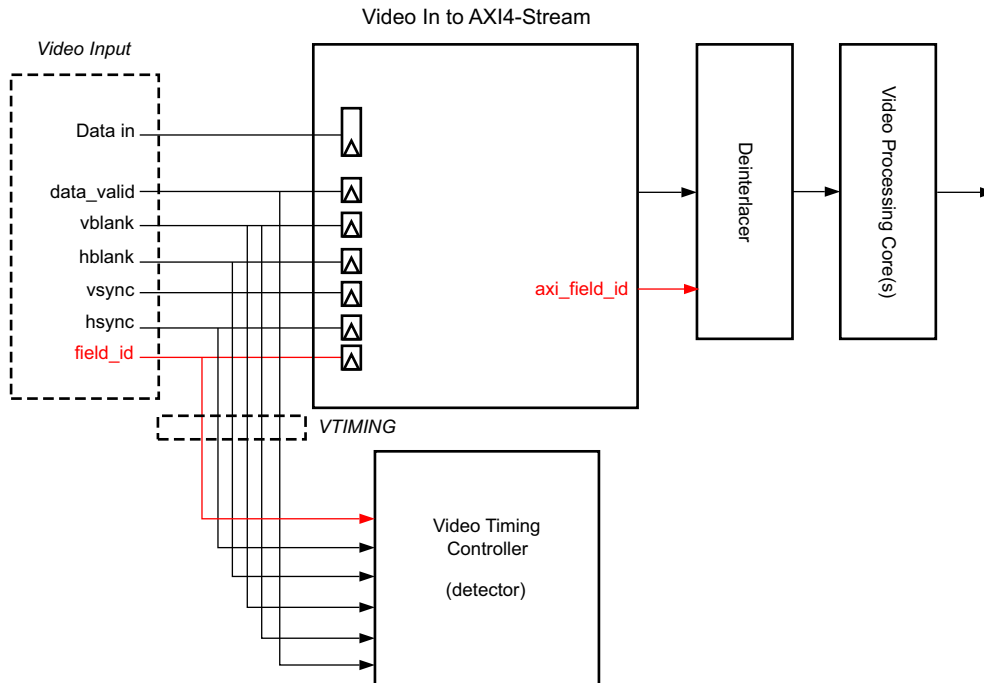 Video In to AXI4-Stream
Video Input
Data in
data_valid
vblank
hblank
vsync
hsync
field_id
axi_field_id
Deinterlacer
Video Processing
Core(s)
VTIMING
Video Timing
Controller
(detector)